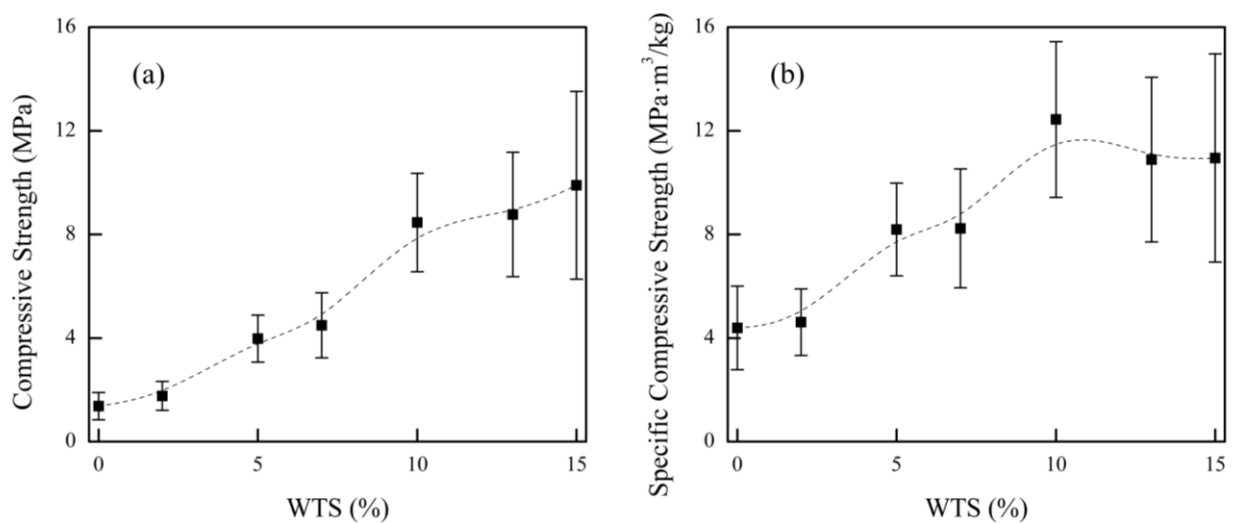 (a)
Compressive Strength (MPa)
16
12
8
4
0
0 5 10 15
WTS (%)
(b)
Specific Compressive Strength (MPa·m³/kg)
16
12
8
4
0
0 5 10 15
WTS (%)